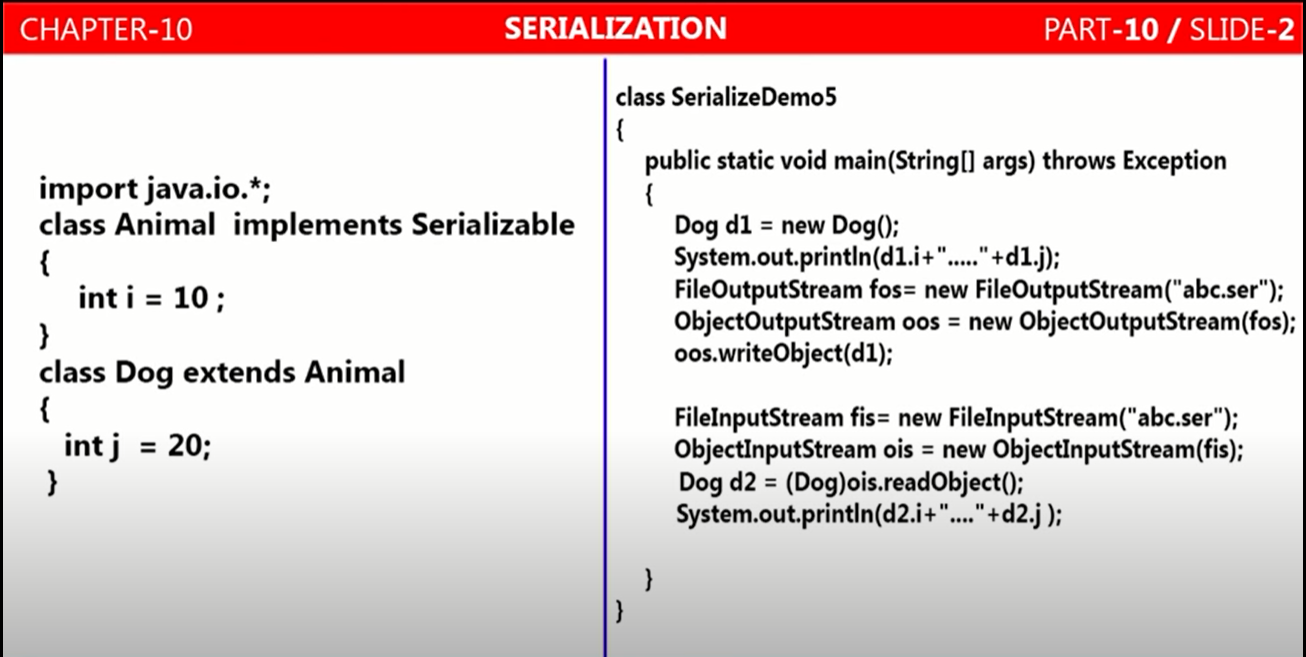 CHAPTER-10 SERIALIZATION PART-10 / SLIDE-2
import java.io.*;
class Animal  implements Serializable
{
int i = 10 ;
}
class Dog extends Animal
{
int j  = 20;
}
class SerializeDemo5
{
public static void main(String[] args) throws Exception
{
Dog d1 = new Dog();
System.out.println(d1.i+"....."+d1.j);
FileOutputStream fos= new FileOutputStream("abc.ser");
ObjectOutputStream oos = new ObjectOutputStream(fos);
oos.writeObject(d1);
FileInputStream fis= new FileInputStream("abc.ser");
ObjectInputStream ois = new ObjectInputStream(fis);
Dog d2 = (Dog)ois.readObject();
System.out.println(d2.i+"...."+d2.j );
}
}